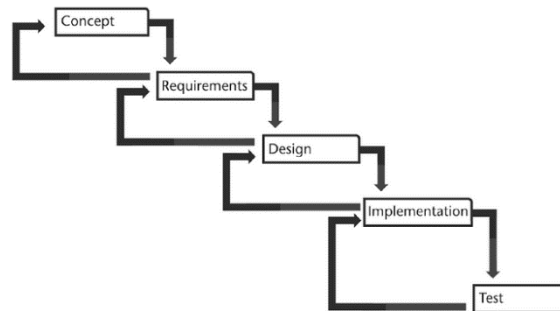 Concept
Requirements
Design
Implementation
Test